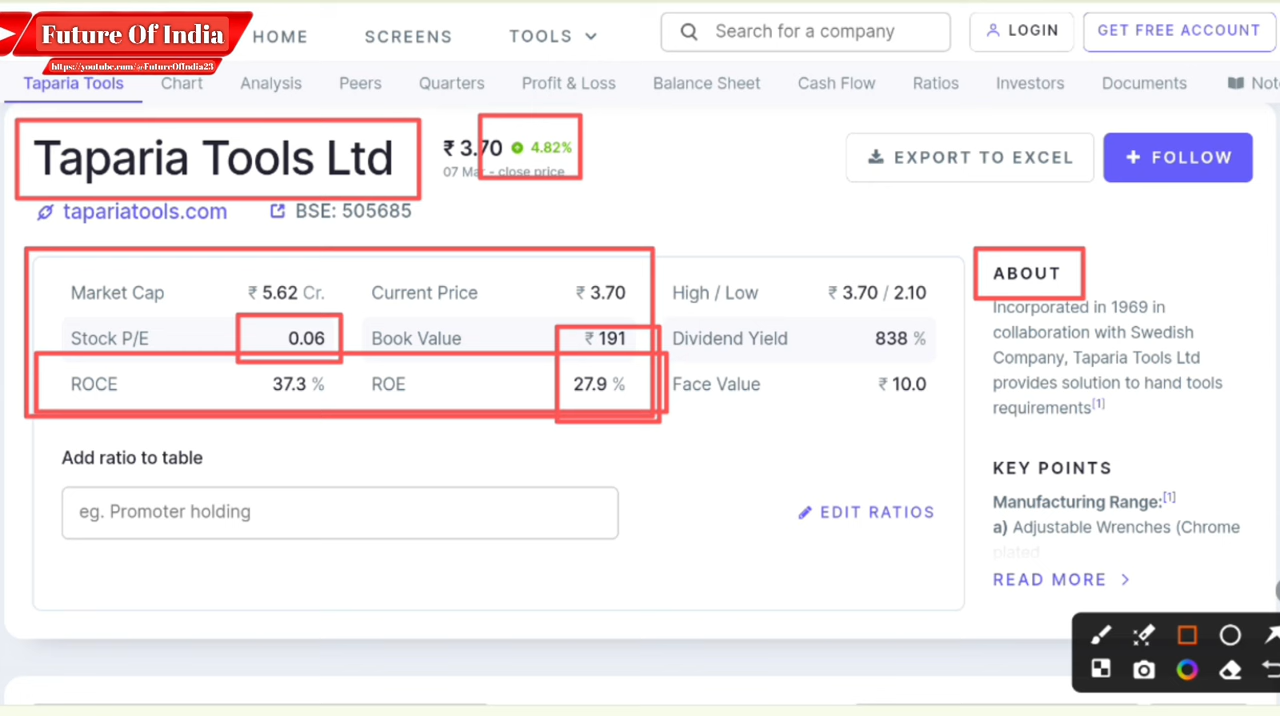 Future Of India
https://youtube.com/@FutureOfIndia23
HOME
SCREENS
TOOLS
Search for a company
LOGIN
GET FREE ACCOUNT
Taparia Tools
Chart
Analysis
Peers
Quarters
Profit & Loss
Balance Sheet
Cash Flow
Ratios
Investors
Documents
Taparia Tools Ltd
₹ 3.70 4.82%
07 Mar - close price
EXPORT TO EXCEL
+ FOLLOW
tapariatools.com
BSE: 505685
Market Cap ₹ 5.62 Cr.
Current Price ₹ 3.70
High / Low ₹ 3.70 / 2.10
Stock P/E 0.06
Book Value ₹ 191
Dividend Yield 838 %
ROCE 37.3 %
ROE 27.9 %
Face Value ₹ 10.0
Add ratio to table
eg. Promoter holding
EDIT RATIOS
ABOUT
Incorporated in 1969 in
collaboration with Swedish
Company, Taparia Tools Ltd
provides solution to hand tools
requirements[1]
KEY POINTS
Manufacturing Range:[1]
a) Adjustable Wrenches (Chrome
plated
READ MORE